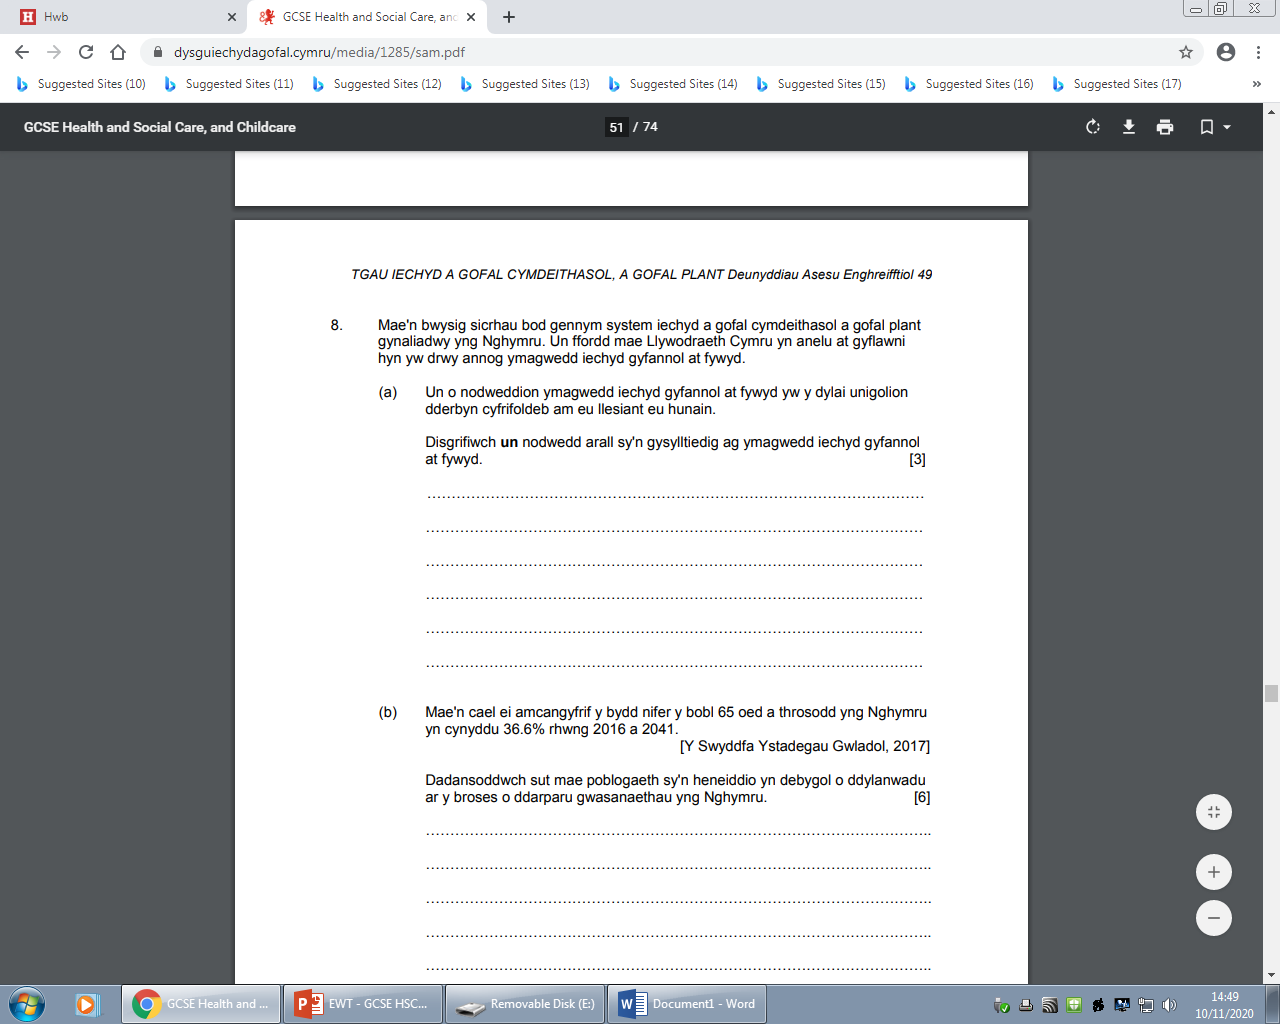 Hwb
GCSE Health and Social Care, and
dysguiechydagofal.cymru/media/1285/sam.pdf
Suggested Sites (10)
Suggested Sites (11)
Suggested Sites (12)
Suggested Sites (13)
Suggested Sites (14)
Suggested Sites (15)
Suggested Sites (16)
Suggested Sites (17)
GCSE Health and Social Care, and Childcare
51 / 74
TGAU IECHYD A GOFAL CYMDEITHASOL, A GOFAL PLANT Deunyddiau Asesu Enghreifftiol 49
8. Mae'n bwysig sicrhau bod gennym system iechyd a gofal cymdeithasol a gofal plant
gynaliadwy yng Nghymru. Un ffordd mae Llywodraeth Cymru yn anelu at gyflawni
hyn yw drwy annog ymagwedd iechyd gyfannol at fywyd.
(a) Un o nodweddion ymagwedd iechyd gyfannol at fywyd yw y dylai unigolion
dderbyn cyfrifoldeb am eu llesiant eu hunain.
Disgrifiwch un nodwedd arall sy'n gysylltiedig ag ymagwedd iechyd gyfannol
at fywyd. [3]
(b) Mae'n cael ei amcangyfrif y bydd nifer y bobl 65 oed a throsodd yng Nghymru
yn cynyddu 36.6% rhwng 2016 a 2041.
[Y Swyddfa Ystadegau Gwladol, 2017]
Dadansoddwch sut mae poblogaeth sy'n heneiddio yn debygol o ddylanwadu
ar y broses o ddarparu gwasanaethau yng Nghymru. [6]
GCSE Health and ...
EWT - GCSE HSC...
Removable Disk (E:)
Document1 - Word
14:49
10/11/2020